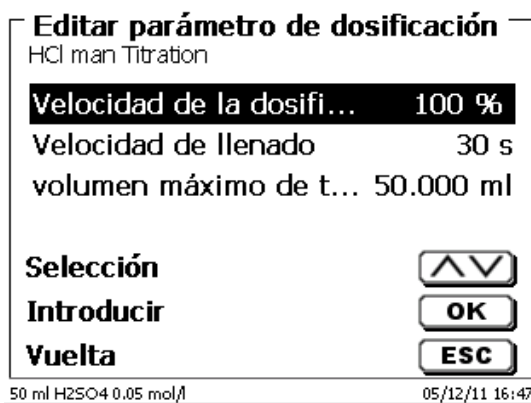 Editar parámetro de dosificación
HCl man Titration
Velocidad de la dosifi... 100 %
Velocidad de llenado 30 s
volumen máximo de t... 50.000 ml
Selección
Introducir OK
Vuelta ESC
50 ml H2SO4 0.05 mol/l 05/12/11 16:47